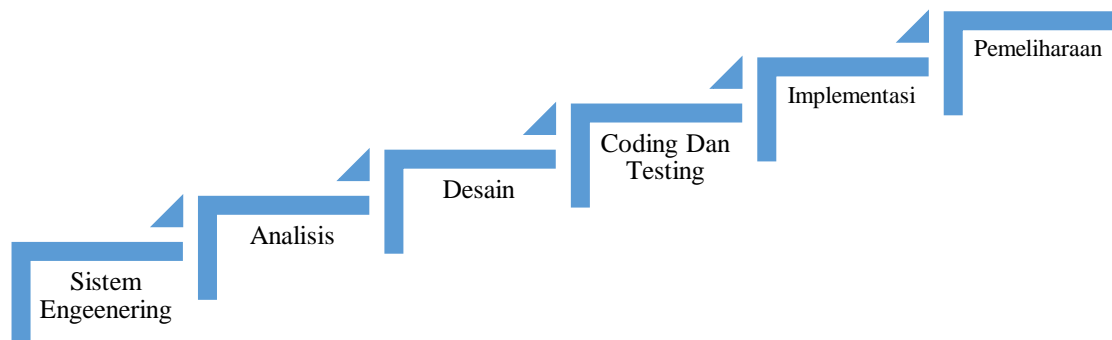 Sistem
Engeenering
Analisis
Desain
Coding Dan
Testing
Implementasi
Pemeliharaan